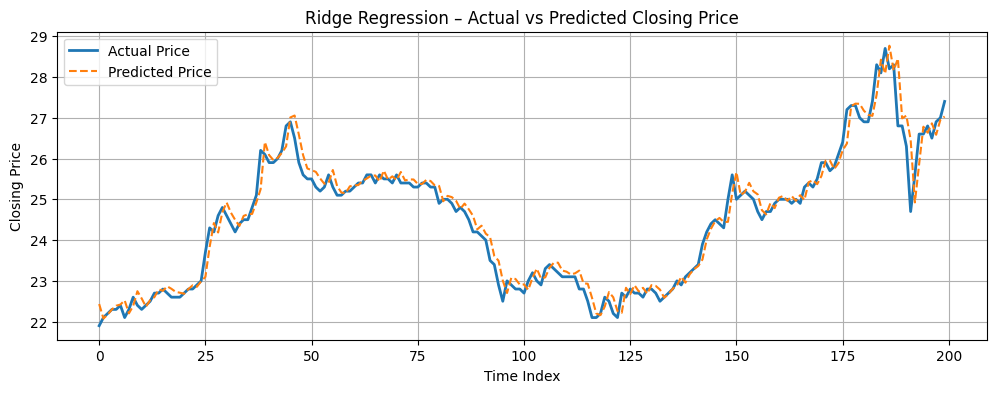 Ridge Regression – Actual vs Predicted Closing Price
Actual Price
Predicted Price
Closing Price
29
28
27
26
25
24
23
22
0 25 50 75 100 125 150 175 200
Time Index